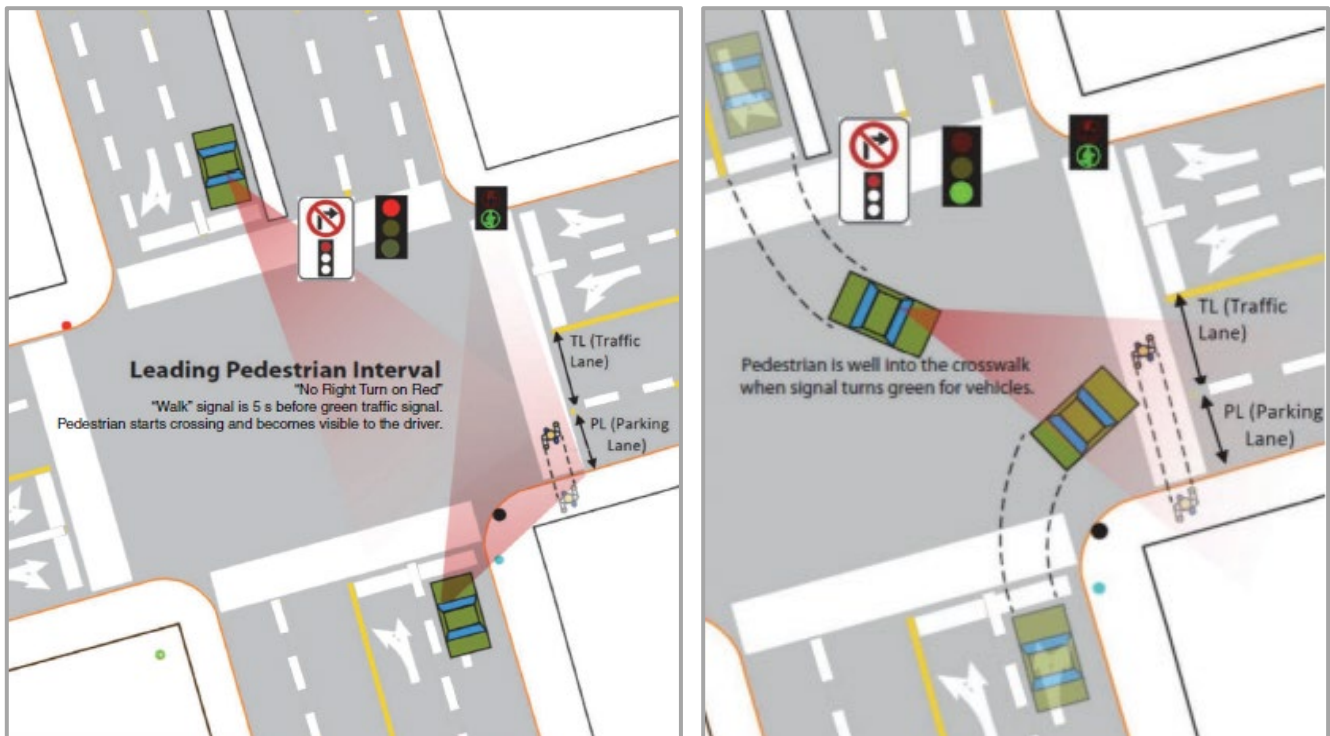 Leading Pedestrian Interval
"No Right Turn on Red"
"Walk" signal is 5 s before green traffic signal.
Pedestrian starts crossing and becomes visible to the driver.
TL (Traffic
Lane)
PL (Parking
Lane)
Pedestrian is well into the crosswalk
when signal turns green for vehicles.
TL (Traffic
Lane)
PL (Parking
Lane)